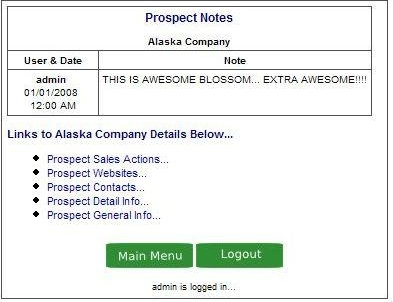 Prospect Notes
Alaska Company
User & Date Note
admin THIS IS AWESOME BLOSSOM... EXTRA AWESOME!!!!
01/01/2008
12:00 AM
Links to Alaska Company Details Below...
Prospect Sales Actions...
Prospect Websites...
Prospect Contacts...
Prospect Detail Info...
Prospect General Info...
Main Menu Logout
admin is logged in...